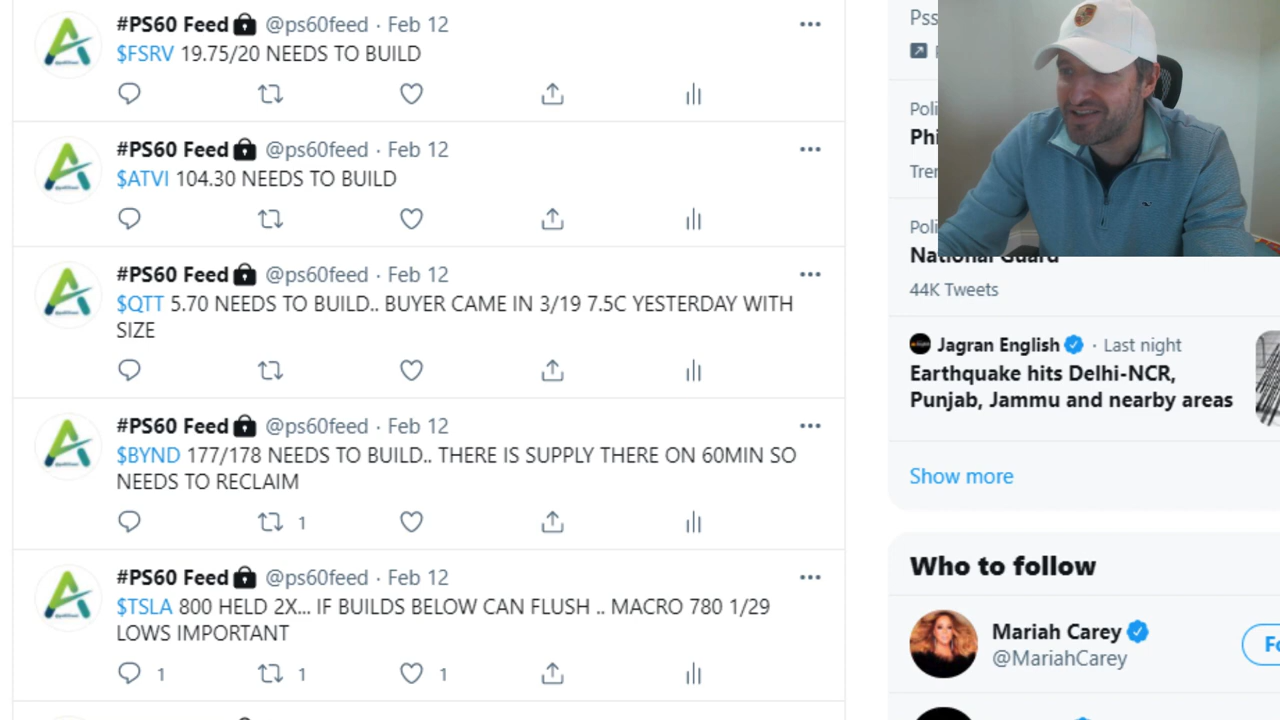 #PS60 Feed @ps60feed · Feb 12
$FSRV 19.75/20 NEEDS TO BUILD
#PS60 Feed @ps60feed · Feb 12
$ATVI 104.30 NEEDS TO BUILD
#PS60 Feed @ps60feed · Feb 12
$QTT 5.70 NEEDS TO BUILD.. BUYER CAME IN 3/19 7.5C YESTERDAY WITH
SIZE
#PS60 Feed @ps60feed · Feb 12
$BYND 177/178 NEEDS TO BUILD.. THERE IS SUPPLY THERE ON 60MIN SO
NEEDS TO RECLAIM
1
#PS60 Feed @ps60feed · Feb 12
$TSLA 800 HELD 2X... IF BUILDS BELOW CAN FLUSH .. MACRO 780 1/29
LOWS IMPORTANT
1 1 1
National Guard
44K Tweets
Jagran English · Last night
Earthquake hits Delhi-NCR,
Punjab, Jammu and nearby areas
Show more
Who to follow
Mariah Carey
@MariahCarey